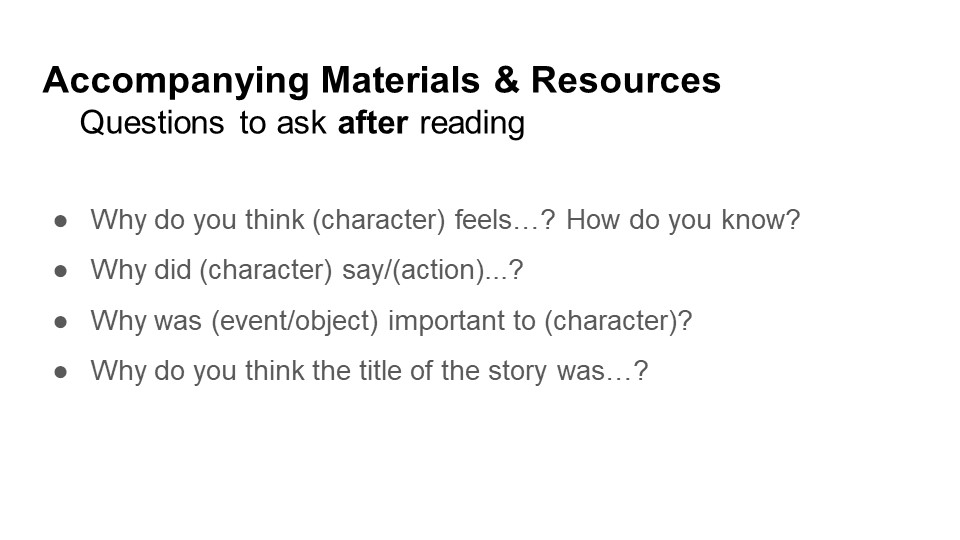 Accompanying Materials & Resources
Questions to ask after reading
● Why do you think (character) feels…? How do you know?
● Why did (character) say/(action)...?
● Why was (event/object) important to (character)?
● Why do you think the title of the story was…?